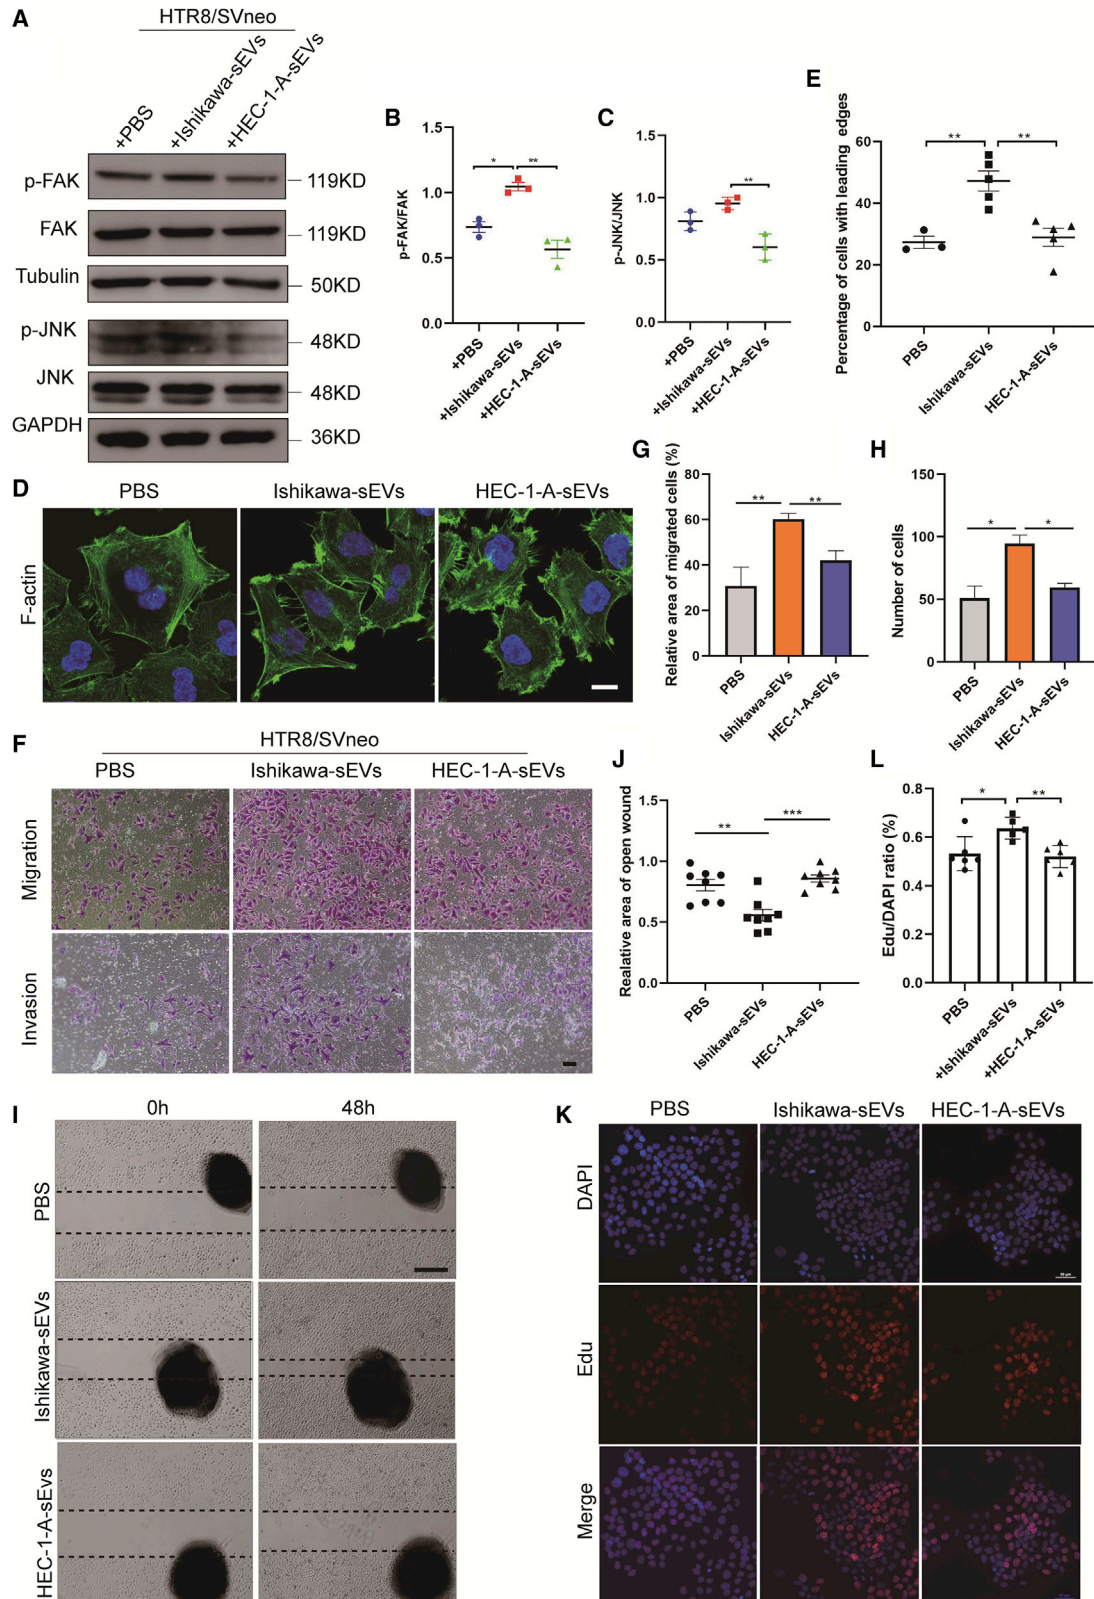 A
HTR8/SVneo
+PBS
+Ishikawa-sEVs
+HEC-1-A-sEVs
p-FAK
119KD
FAK
119KD
Tubulin
50KD
p-JNK
48KD
JNK
48KD
GAPDH
36KD
B
p-FAK/FAK
1.5
1.0
0.5
0.0
*
**
+PBS
+Ishikawa-sEVs
+HEC-1-A-sEVs
C
p-JNK/JNK
1.5
1.0
0.5
0.0
**
+PBS
+Ishikawa-sEVs
+HEC-1-A-sEVs
E
Percentage of cells with leading edges
60
40
20
0
**
**
PBS
Ishikawa-sEVs
HEC-1-A-sEVs
D
PBS
Ishikawa-sEVs
HEC-1-A-sEVs
F-actin
G
Relative area of migrated cells (%)
80
60
40
20
0
**
**
PBS
Ishikawa-sEVs
HEC-1-A-sEVs
H
Number of cells
150
100
50
0
*
*
PBS
Ishikawa-sEVs
HEC-1-A-sEVs
F
HTR8/SVneo
PBS
Ishikawa-sEVs
HEC-1-A-sEVs
Migration
Invasion
J
Realative area of open wound
1.5
1.0
0.5
0.0
**
***
PBS
Ishikawa-sEVs
HEC-1-A-sEVs
L
Edu/DAPI ratio (%)
0.8
0.6
0.4
0.2
0.0
*
**
PBS
+Ishikawa-sEVs
+HEC-1-A-sEVs
I
0h
48h
PBS
Ishikawa-sEVs
HEC-1-A-sEvs
K
PBS
Ishikawa-sEVs
HEC-1-A-sEVs
DAPI
Edu
Merge